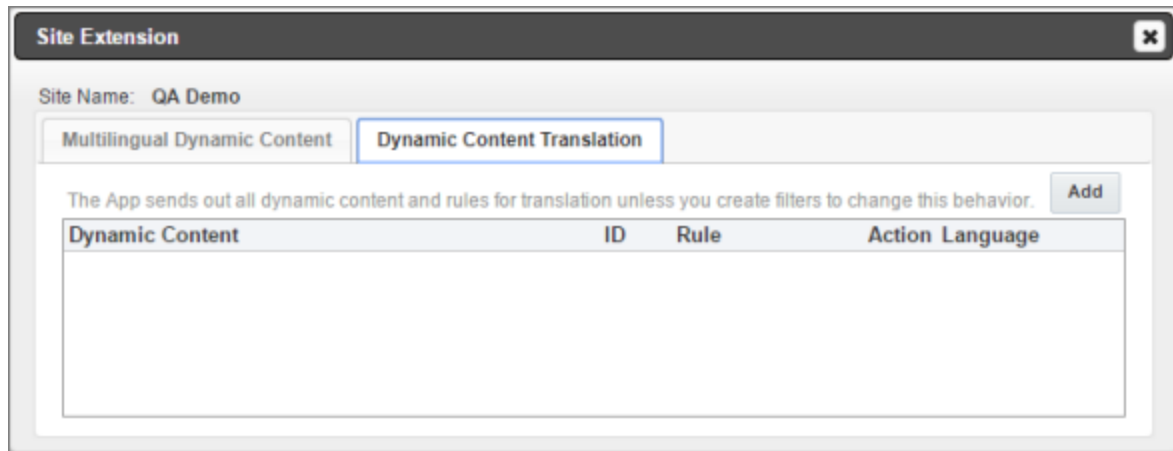 Site Extension
Site Name: QA Demo
Multilingual Dynamic Content Dynamic Content Translation
The App sends out all dynamic content and rules for translation unless you create filters to change this behavior. Add
Dynamic Content ID Rule Action Language